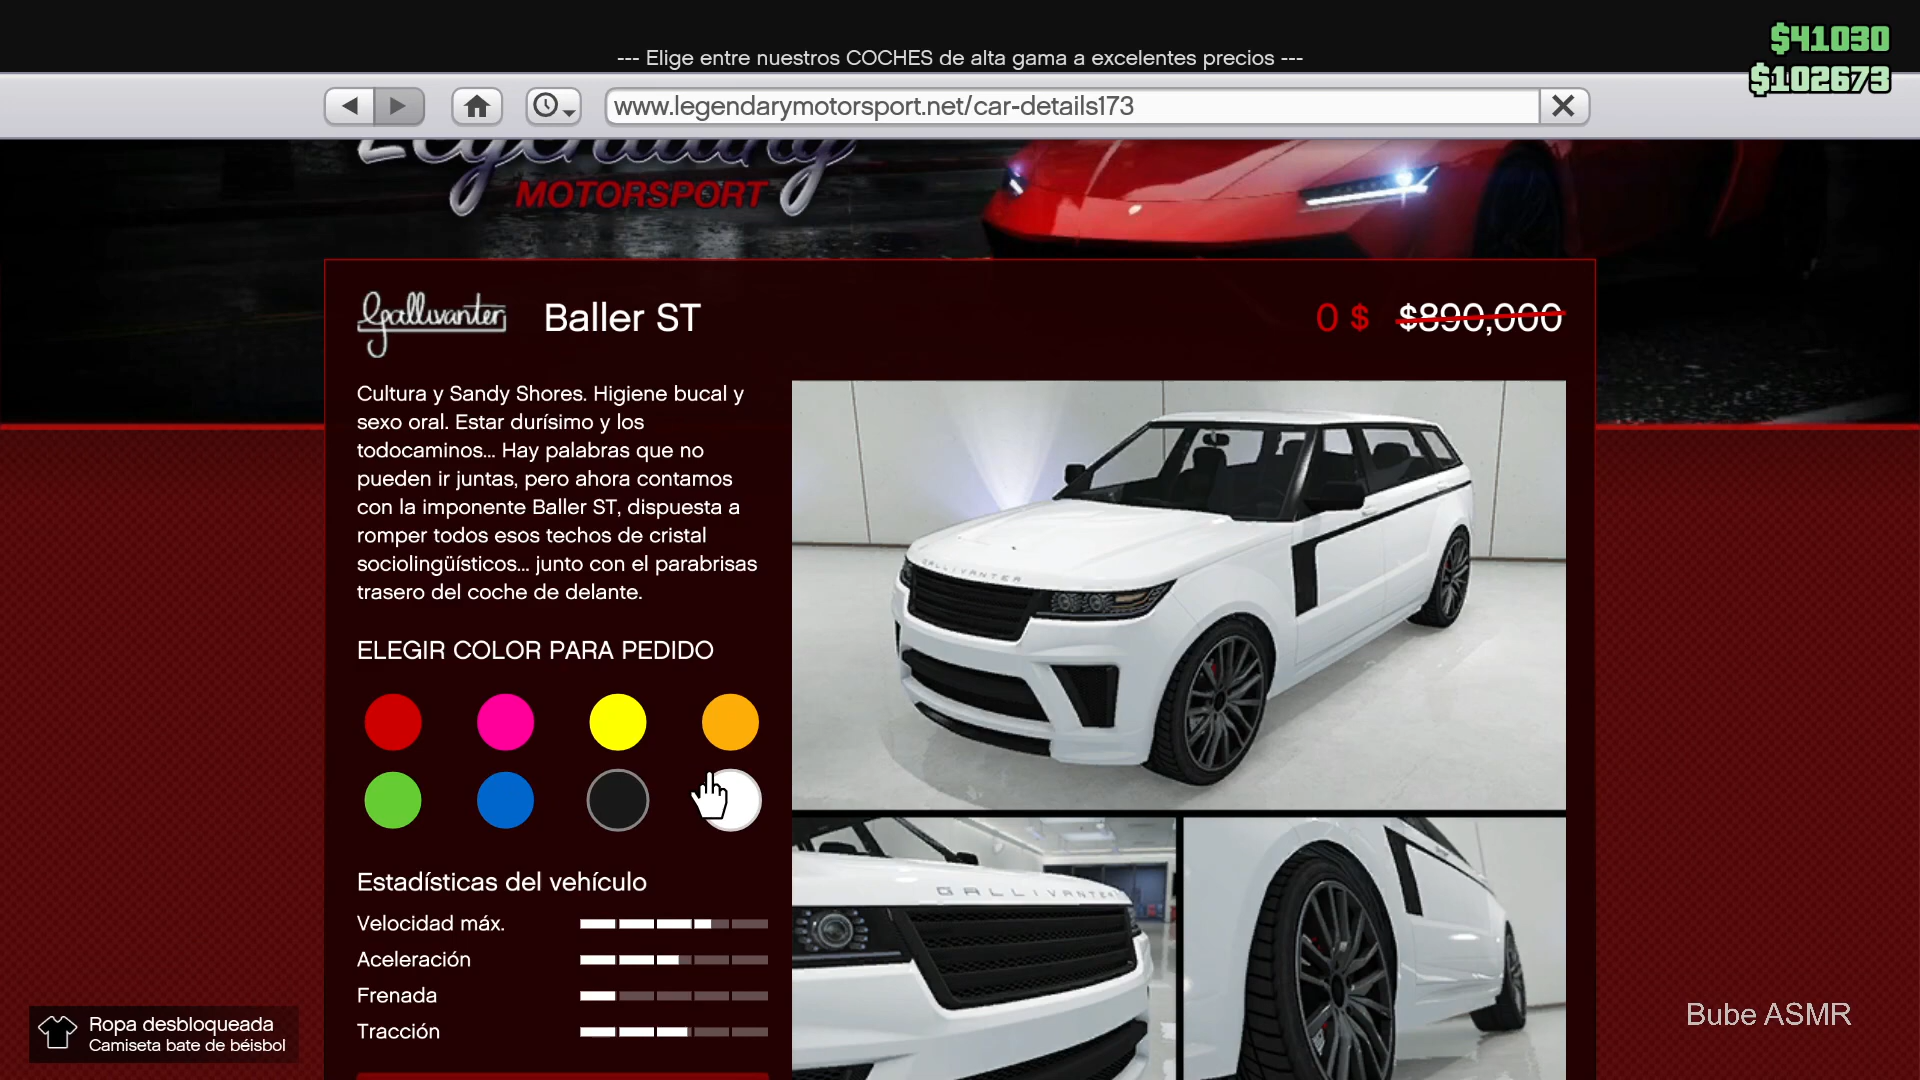 --- Elige entre nuestros COCHES de alta gama a excelentes precios ---
$41030
$102673
www.legendarymotorsport.net/car-details173
Legendary
MOTORSPORT
Gallivanter
Baller ST
0 $ $890,000
Cultura y Sandy Shores. Higiene bucal y
sexo oral. Estar durísimo y los
todocaminos... Hay palabras que no
pueden ir juntas, pero ahora contamos
con la imponente Baller ST, dispuesta a
romper todos esos techos de cristal
sociolingüísticos... junto con el parabrisas
trasero del coche de delante.
GALLIVANTER
ELEGIR COLOR PARA PEDIDO
Estadísticas del vehículo
Velocidad máx.
Aceleración
Frenada
Tracción
GALLIVANTER
Ropa desbloqueada
Camiseta bate de béisbol
Bube ASMR